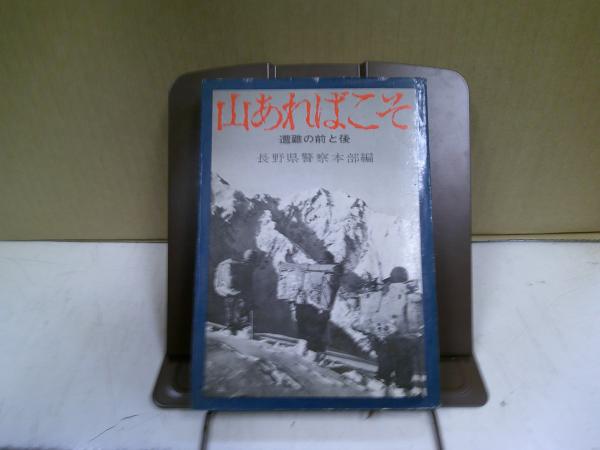 山あればこそ
遭難の前と後
長野県警察本部編